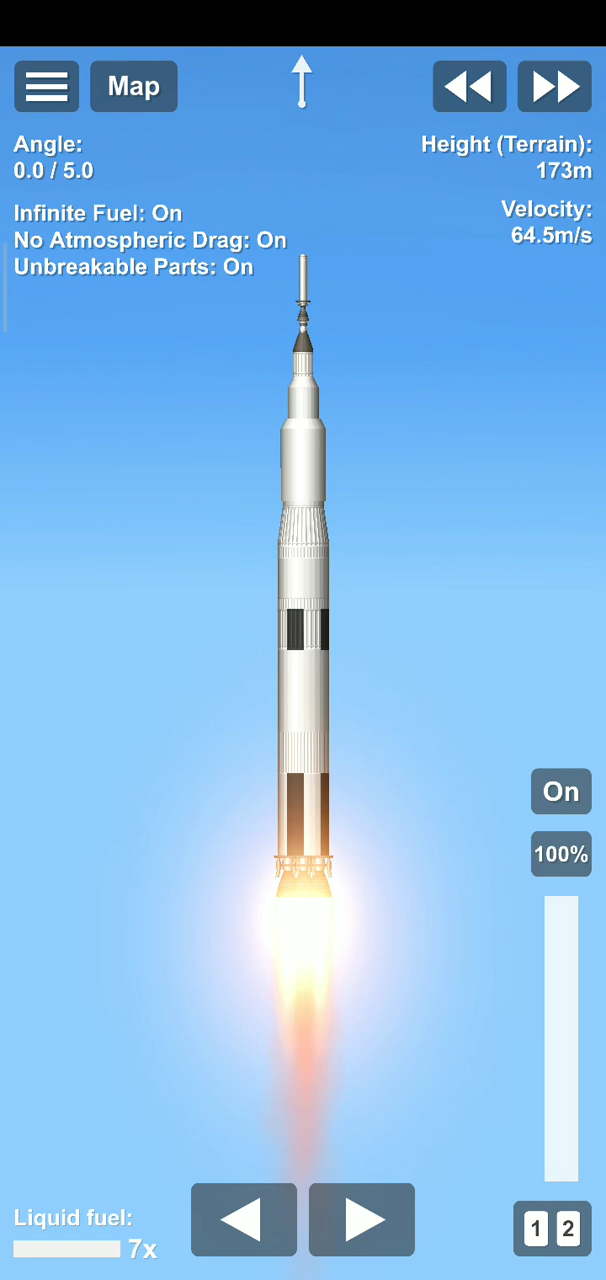 Map
Angle:
0.0 / 5.0
Infinite Fuel: On
No Atmospheric Drag: On
Unbreakable Parts: On
Height (Terrain):
173m
Velocity:
64.5m/s
On
100%
Liquid fuel:
7x
1 2